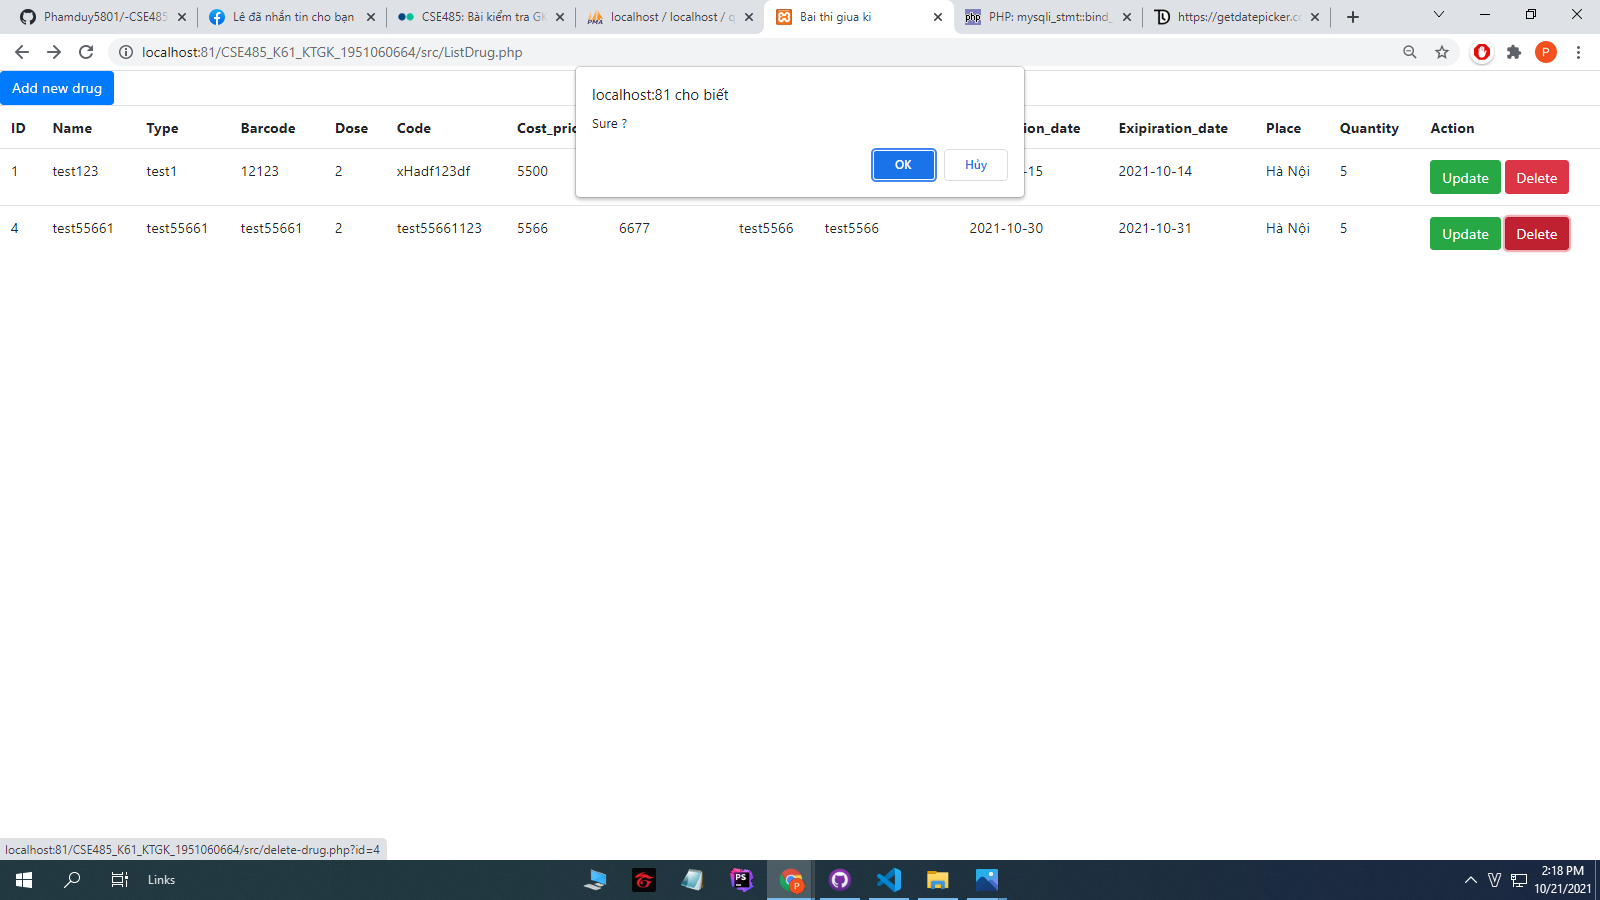 Phamduy5801/-CSE485
Lê đã nhắn tin cho bạn
CSE485: Bài kiểm tra GK
localhost / localhost / q
Bai thi giua ki
PHP: mysqli_stmt::bind_
https://getdatepicker.co
localhost:81/CSE485_K61_KTGK_1951060664/src/ListDrug.php
P
Add new drug
localhost:81 cho biết
Sure ?
OK
Hủy
ID Name Type Barcode Dose Code Cost_pric ion_date Exipiration_date Place Quantity Action
1 test123 test1 12123 2 xHadf123df 5500 -15 2021-10-14 Hà Nội 5 Update Delete
4 test55661 test55661 test55661 2 test55661123 5566 6677 test5566 test5566 2021-10-30 2021-10-31 Hà Nội 5 Update Delete
localhost:81/CSE485_K61_KTGK_1951060664/src/delete-drug.php?id=4
Links
2:18 PM
10/21/2021